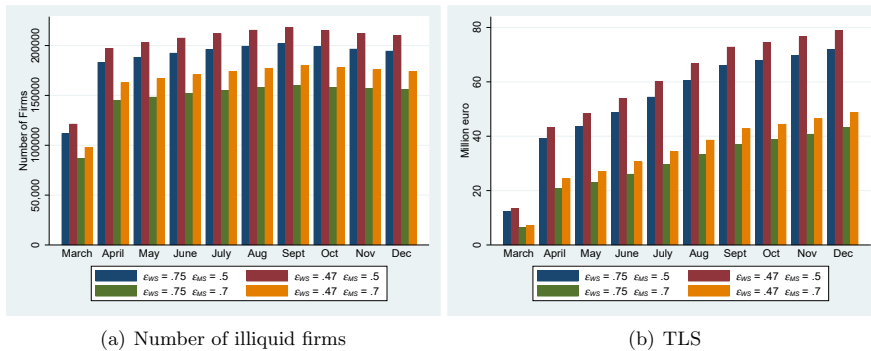 Number of Firms
200000
150000
100000
50,000
0
March April May June July Aug Sept Oct Nov Dec
εWS = .75 εMS = .5
εWS = .47 εMS = .5
εWS = .75 εMS = .7
εWS = .47 εMS = .7
(a) Number of illiquid firms
Million euro
80
60
40
20
0
March April May June July Aug Sept Oct Nov Dec
εWS = .75 εMS = .5
εWS = .47 εMS = .5
εWS = .75 εMS = .7
εWS = .47 εMS = .7
(b) TLS